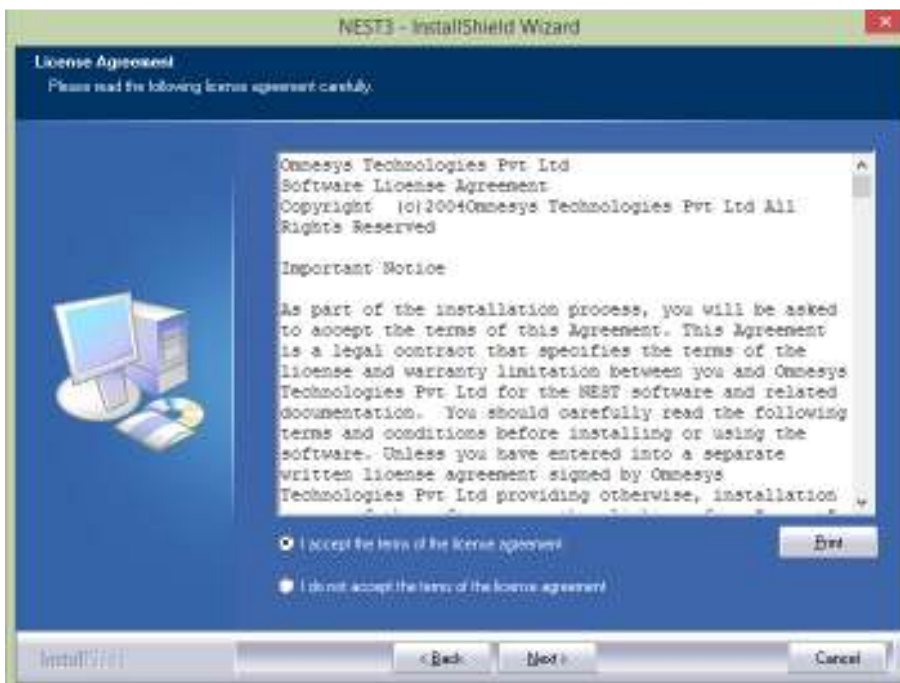 NEST3 - InstallShield Wizard
License Agreement
Please read the following license agreement carefully.
Omnesys Technologies Pvt Ltd
Software License Agreement
Copyright (c)2004Omnesys Technologies Pvt Ltd All
Rights Reserved
Important Notice
As part of the installation process, you will be asked
to accept the terms of this Agreement. This Agreement
is a legal contract that specifies the terms of the
license and warranty limitation between you and Omnesys
Technologies Pvt Ltd for the NEST software and related
documentation. You should carefully read the following
terms and conditions before installing or using the
software. Unless you have entered into a separate
written license agreement signed by Omnesys
Technologies Pvt Ltd providing otherwise, installation
I accept the terms of the license agreement
Print
I do not accept the terms of the license agreement
InstallShield
< Back
Next >
Cancel